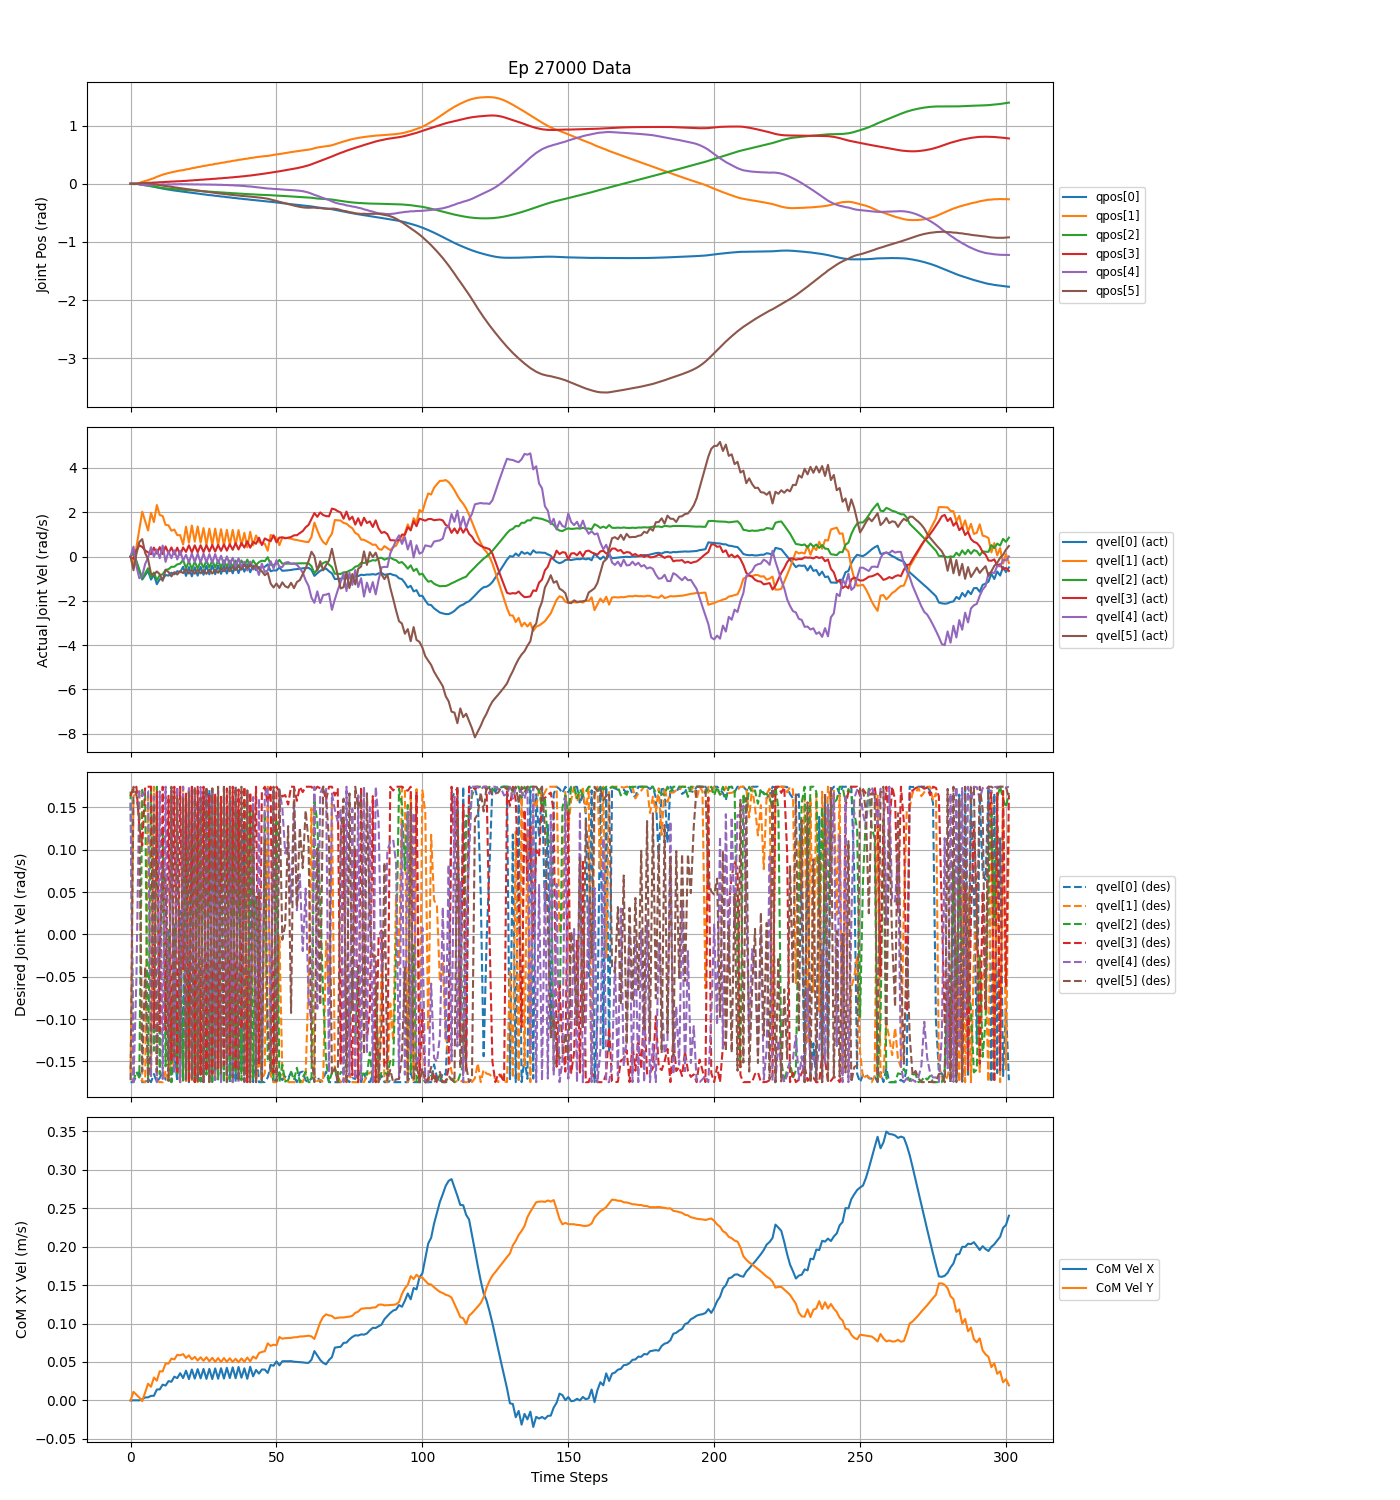 Ep 27000 Data
Joint Pos (rad)
1
0
−1
−2
−3
qpos[0]
qpos[1]
qpos[2]
qpos[3]
qpos[4]
qpos[5]
Actual Joint Vel (rad/s)
4
2
0
−2
−4
−6
−8
qvel[0] (act)
qvel[1] (act)
qvel[2] (act)
qvel[3] (act)
qvel[4] (act)
qvel[5] (act)
Desired Joint Vel (rad/s)
0.15
0.10
0.05
0.00
−0.05
−0.10
−0.15
qvel[0] (des)
qvel[1] (des)
qvel[2] (des)
qvel[3] (des)
qvel[4] (des)
qvel[5] (des)
CoM XY Vel (m/s)
0.35
0.30
0.25
0.20
0.15
0.10
0.05
0.00
−0.05
CoM Vel X
CoM Vel Y
0 50 100 150 200 250 300
Time Steps